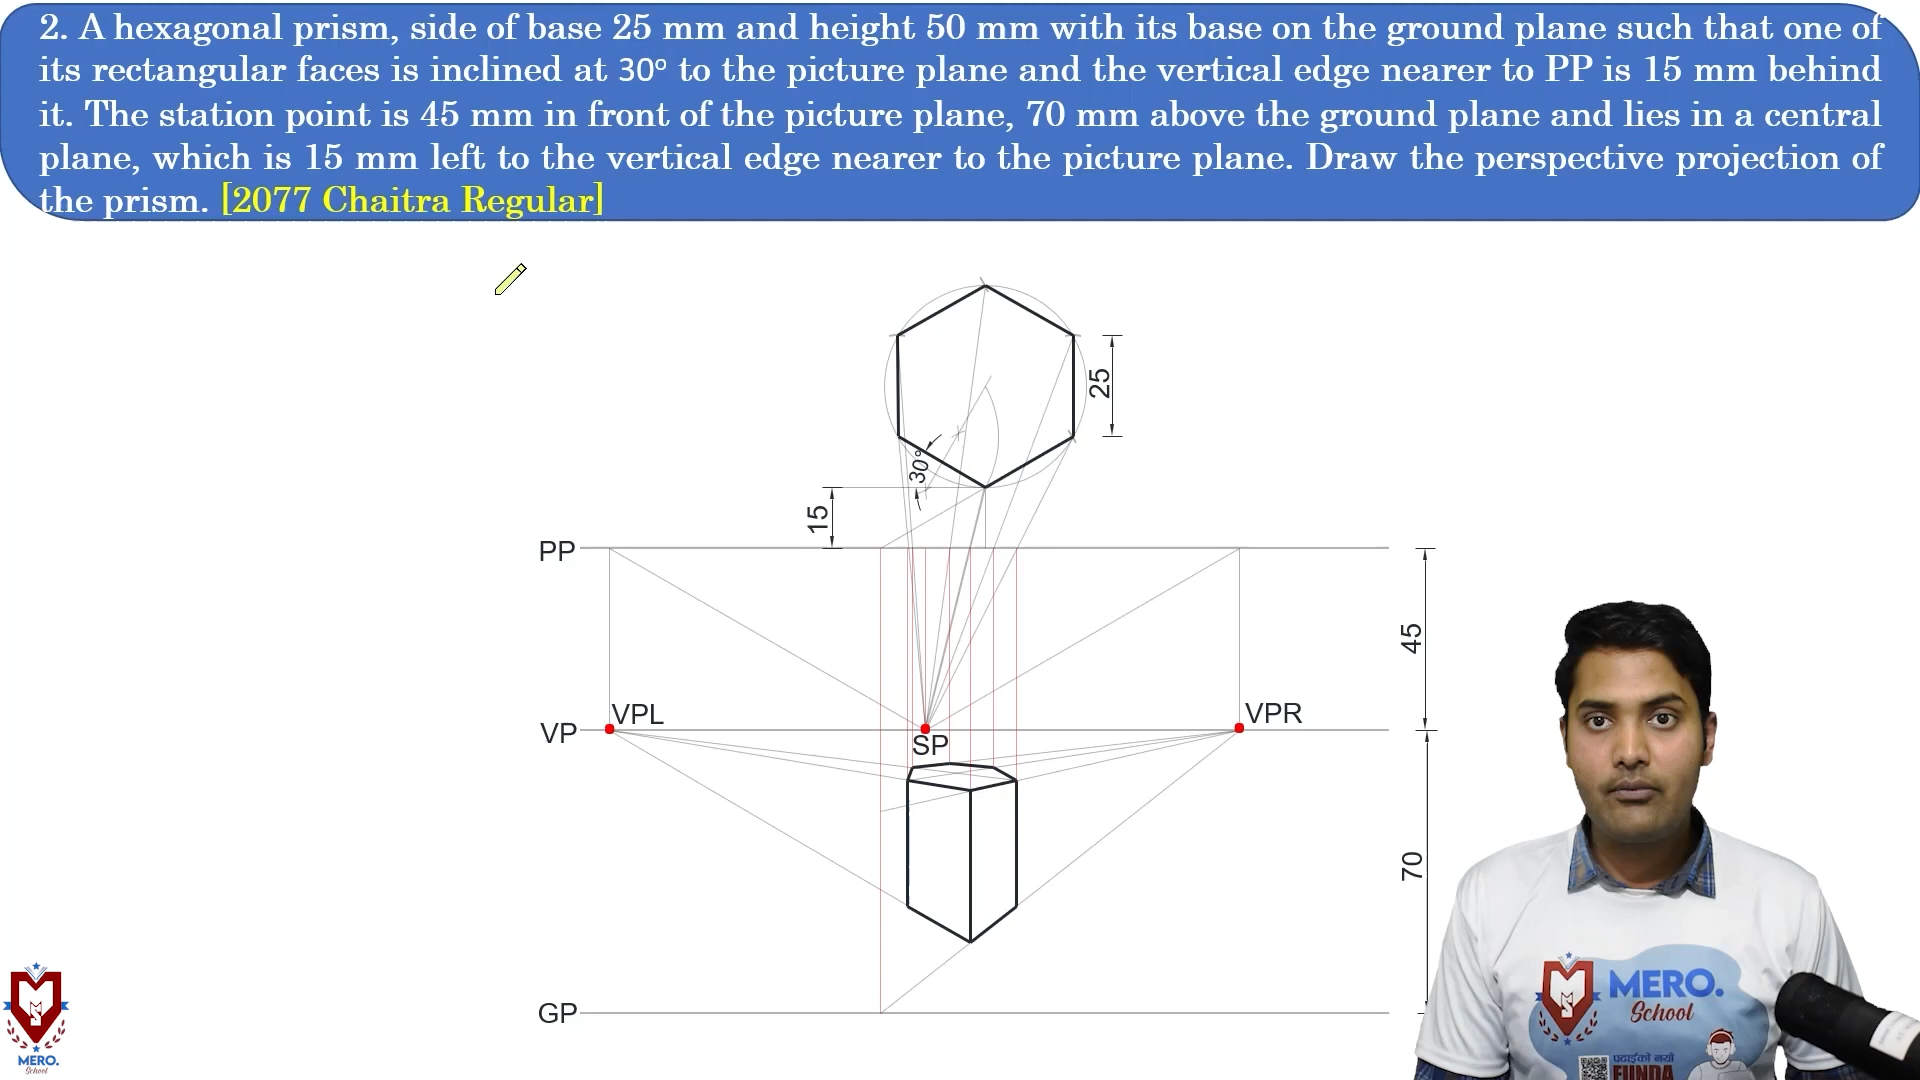 2. A hexagonal prism, side of base 25 mm and height 50 mm with its base on the ground plane such that one of
its rectangular faces is inclined at 30º to the picture plane and the vertical edge nearer to PP is 15 mm behind
it. The station point is 45 mm in front of the picture plane, 70 mm above the ground plane and lies in a central
plane, which is 15 mm left to the vertical edge nearer to the picture plane. Draw the perspective projection of
the prism. [2077 Chaitra Regular]
25
30°
15
PP
45
VPL
VPR
VP
SP
70
GP
MERO.
School
पढाईको नयाँ
FUNDA
MERO.
School